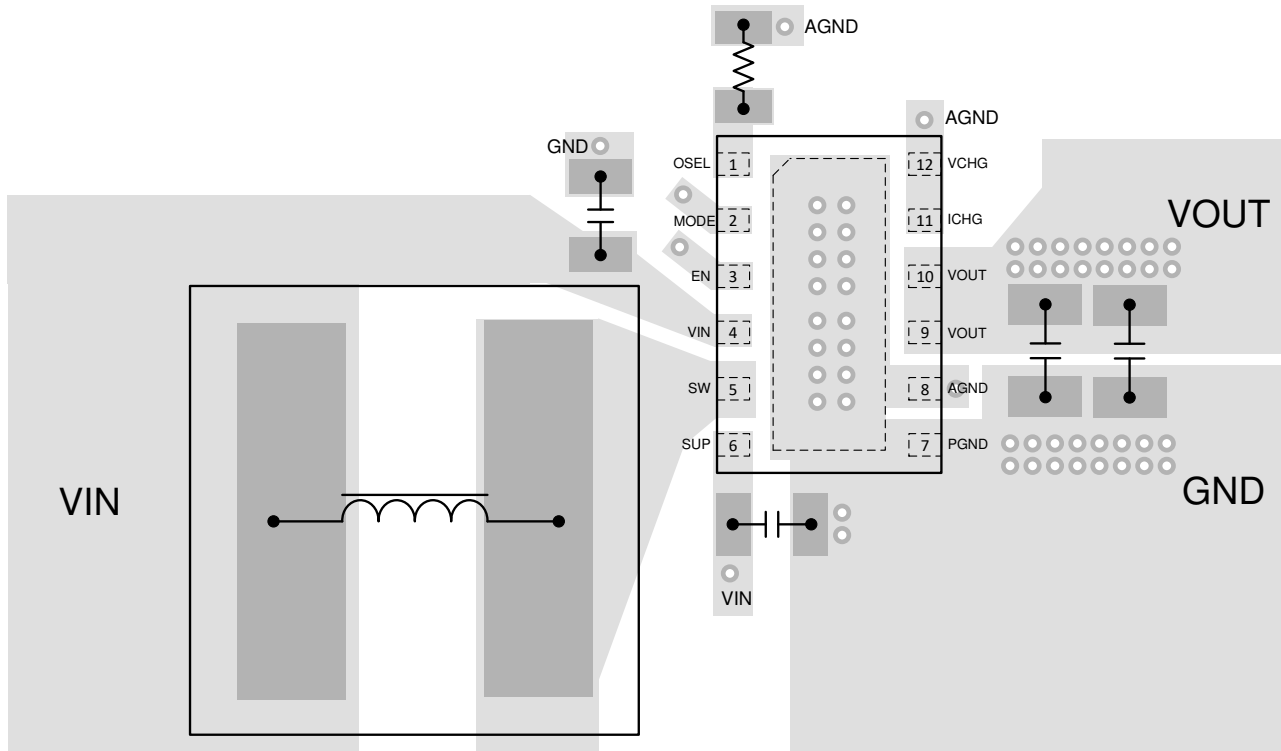 AGND
AGND
GND
OSEL 1 12 VCHG
MODE 2 11 ICHG
VOUT
EN 3 10 VOUT
VIN 4 9 VOUT
SW 5 8 AGND
SUP 6 7 PGND
VIN
GND
VIN